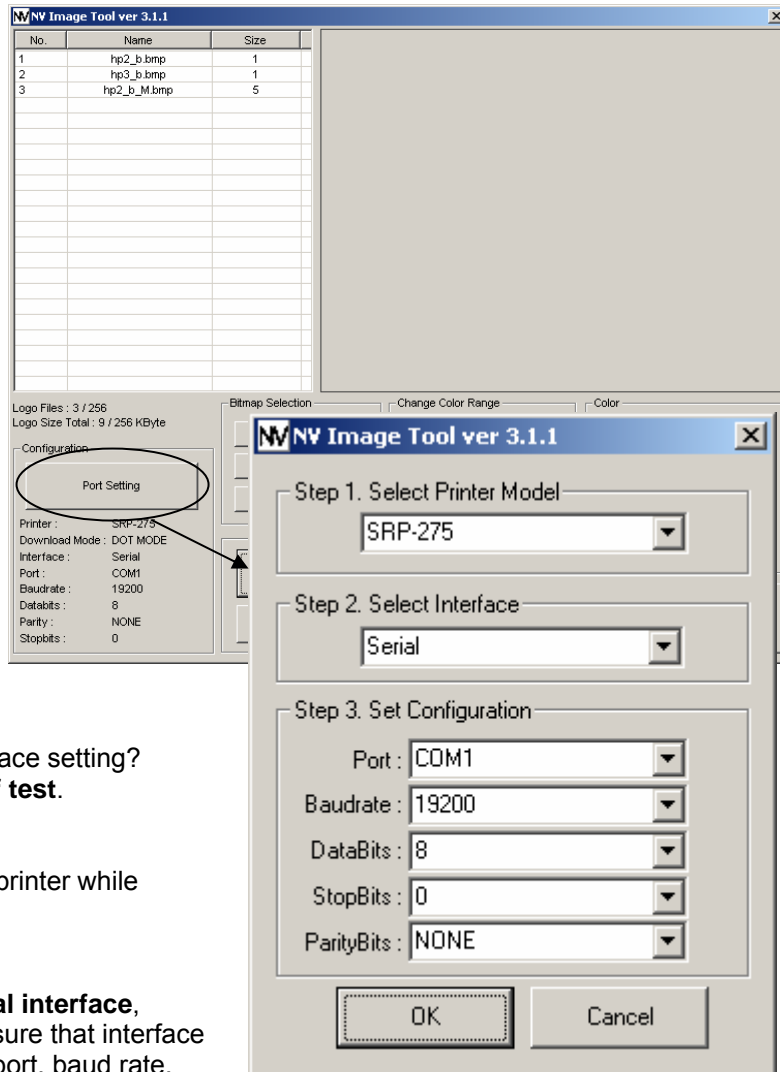 NV NV Image Tool ver 3.1.1
No. Name Size
1 hp2_b.bmp 1
2 hp3_b.bmp 1
3 hp2_b_M.bmp 5
Logo Files : 3 / 256
Logo Size Total : 9 / 256 KByte
Bitmap Selection
Change Color Range
Color
Configuration
Port Setting
Printer : SRP-275
Download Mode : DOT MODE
Interface : Serial
Port : COM1
Baudrate : 19200
Databits : 8
Parity : NONE
Stopbits : 0
NV NV Image Tool ver 3.1.1
Step 1. Select Printer Model
SRP-275
Step 2. Select Interface
Serial
Step 3. Set Configuration
Port : COM1
Baudrate : 19200
DataBits : 8
StopBits : 0
ParityBits : NONE
OK Cancel
ace setting?
test.
printer while
al interface,
sure that interface
port, baud rate,